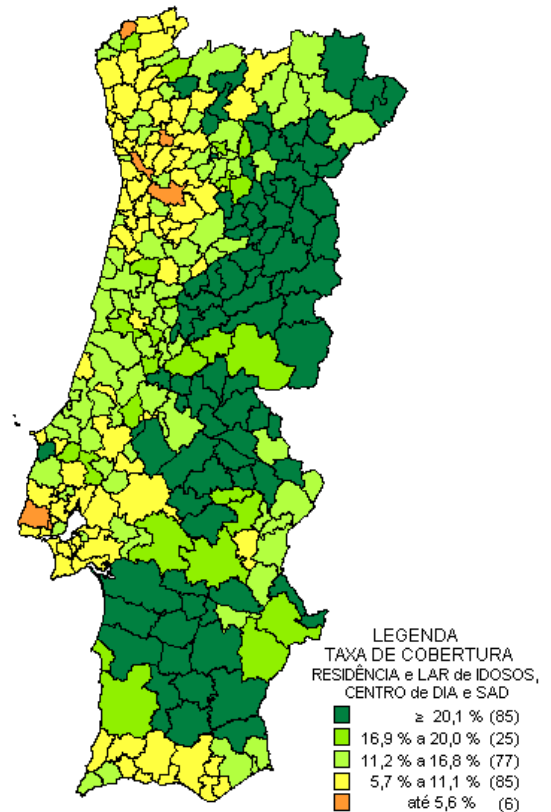 LEGENDA
TAXA DE COBERTURA
RESIDÊNCIA e LAR de IDOSOS,
CENTRO de DIA e SAD
≥ 20,1 % (85)
16,9 % a 20,0 % (25)
11,2 % a 16,8 % (77)
5,7 % a 11,1 % (85)
até 5,6 % (6)